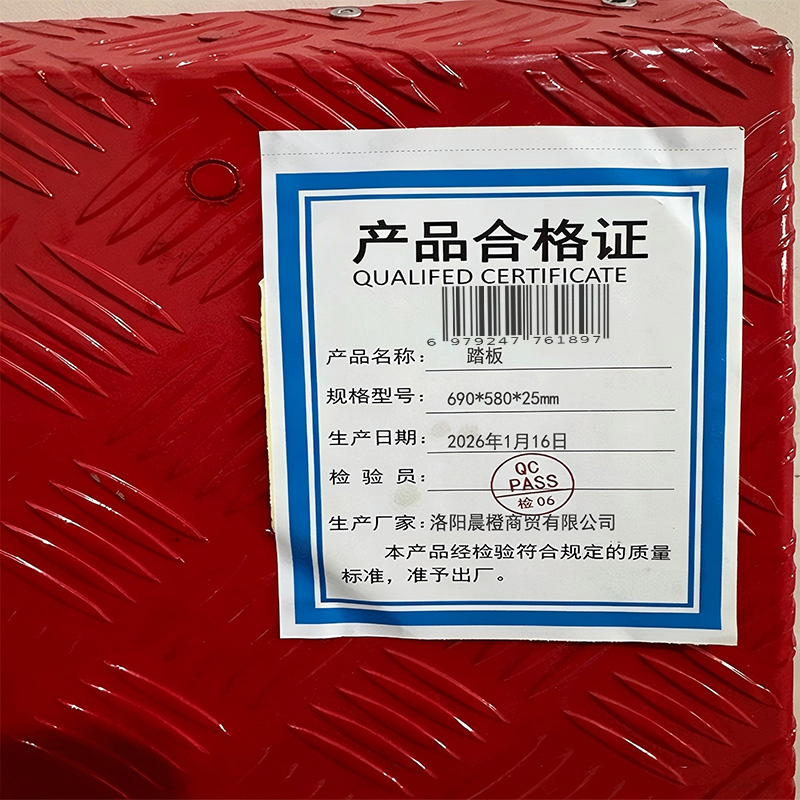 产品合格证
QUALIFED CERTIFICATE
6 979247 761897
产品名称： 踏板
规格型号： 690*580*25mm
生产日期： 2026年1月16日
检 验 员：
QC
PASS
检 06
生产厂家：洛阳晨橙商贸有限公司
本产品经检验符合规定的质量
标准，准予出厂。